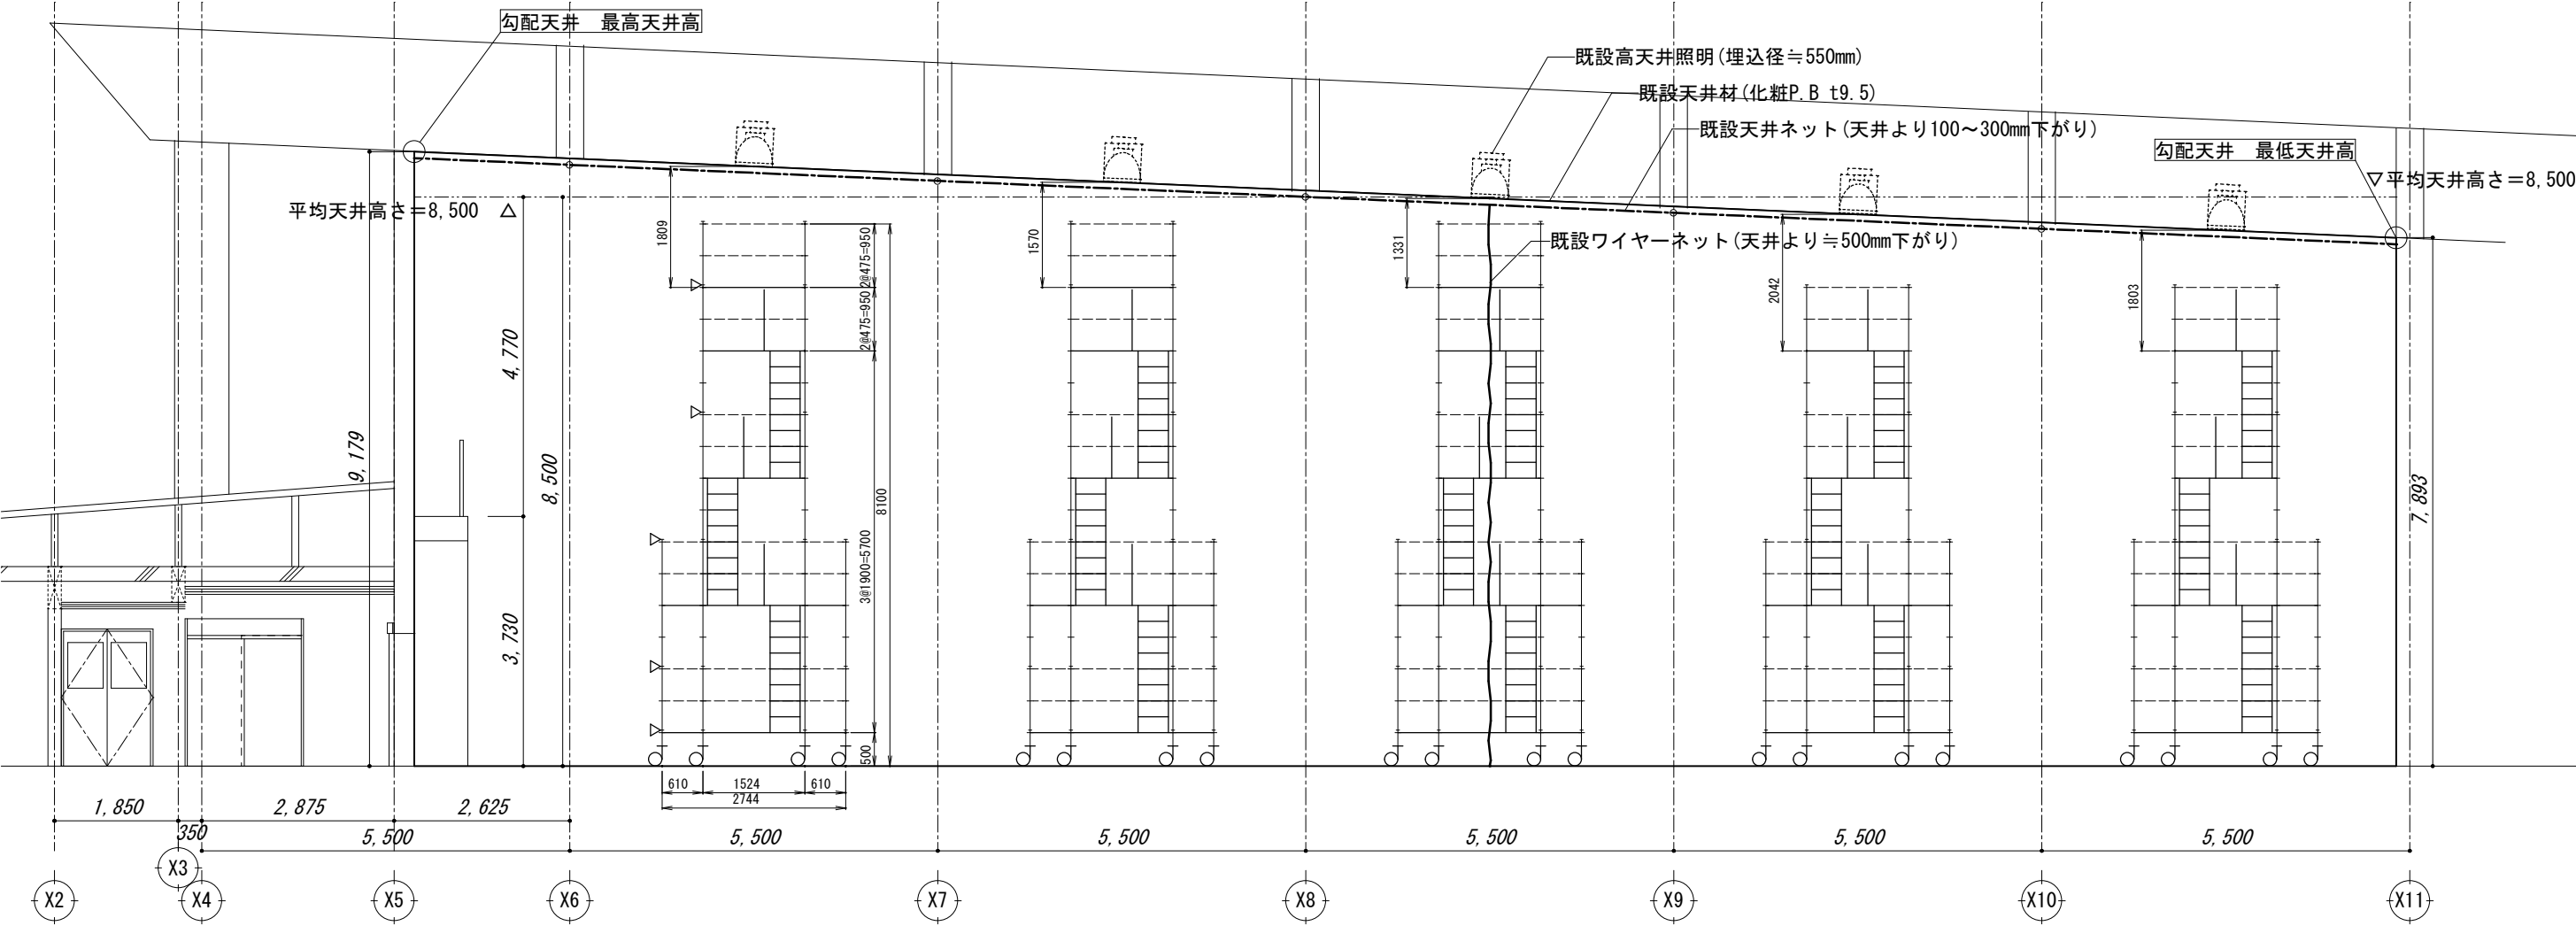 勾配天井　最高天井高
既設高天井照明(埋込径≒550mm)
既設天井材(化粧P.B t9.5)
既設天井ネット(天井より100～300mm下がり)
勾配天井　最低天井高
▽平均天井高さ＝8,500
平均天井高さ＝8,500　△
既設ワイヤーネット(天井より≒500mm下がり)
1809
1570
1331
2042
1803
2@475=950
2@475=950
3@1900=5700
8100
500
4,770
3,730
8,500
9,179
7,893
610
1524
610
2744
1,850
350
2,875
2,625
5,500
5,500
5,500
5,500
5,500
5,500
X2
X3
X4
X5
X6
X7
X8
X9
X10
X11